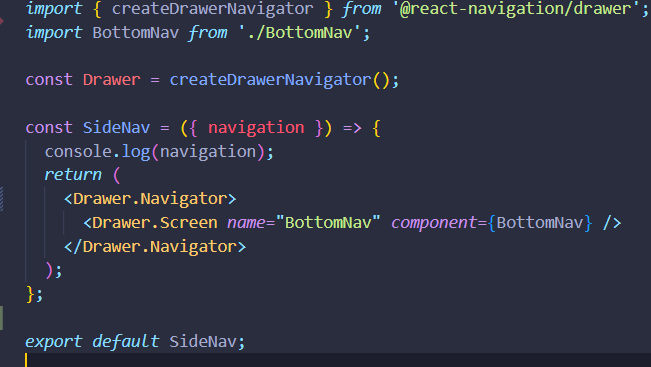 import { createDrawerNavigator } from '@react-navigation/drawer';
import BottomNav from './BottomNav';
const Drawer = createDrawerNavigator();
const SideNav = ({ navigation }) => {
console.log(navigation);
return (
<Drawer.Navigator>
<Drawer.Screen name="BottomNav" component={BottomNav} />
</Drawer.Navigator>
);
};
export default SideNav;